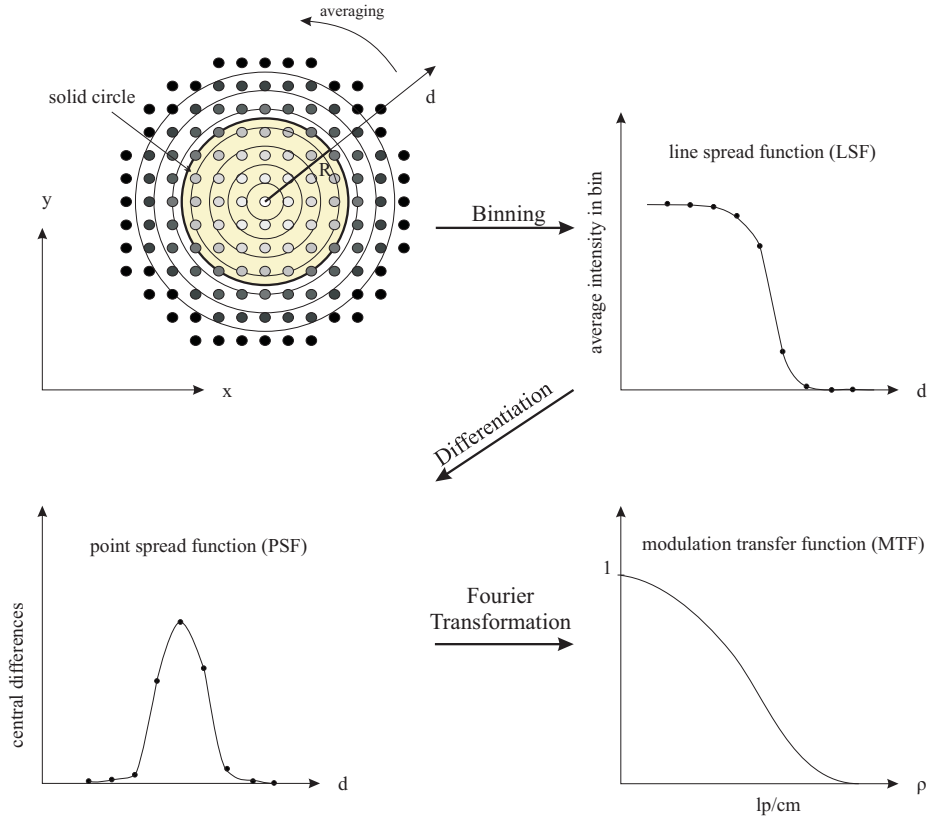 averaging
d
solid circle
R
y
x
Binning
line spread function (LSF)
average intensity in bin
d
Differentiation
point spread function (PSF)
central differences
d
Fourier
Transformation
modulation transfer function (MTF)
1
ρ
lp/cm